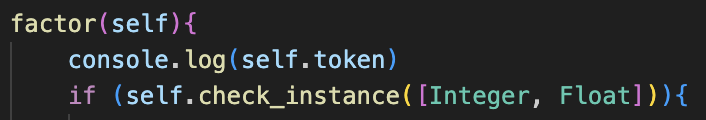 factor(self){
console.log(self.token)
if (self.check_instance([Integer, Float])){